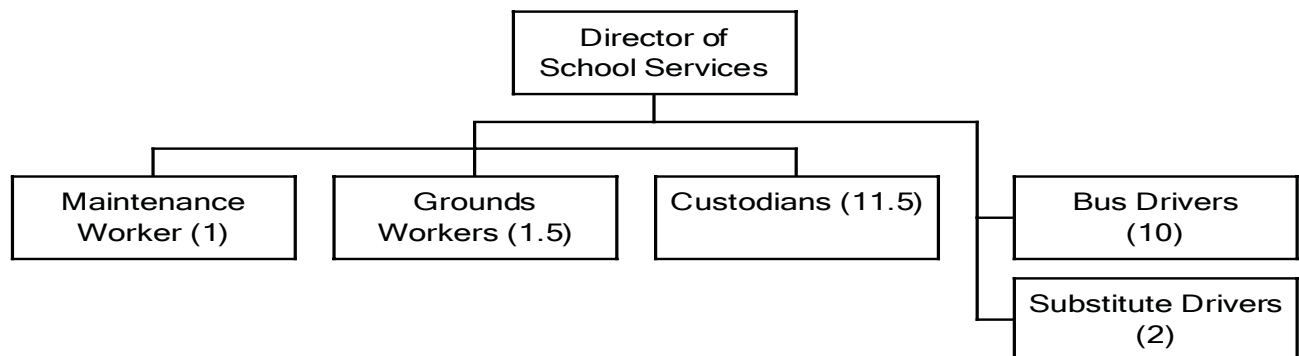 Director of
School Services
Maintenance
Worker (1)
Grounds
Workers (1.5)
Custodians (11.5)
Bus Drivers
(10)
Substitute Drivers
(2)